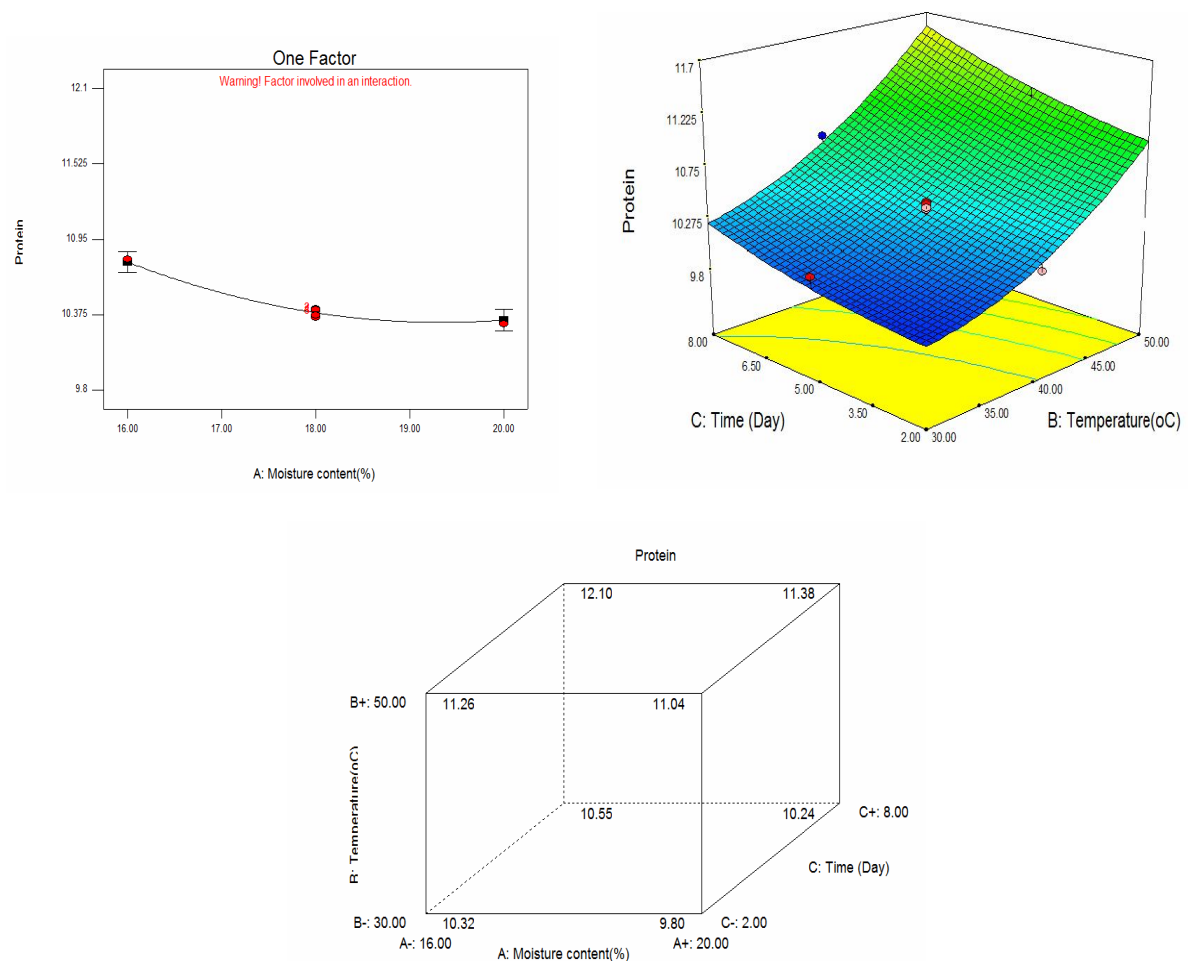 One Factor
Warning! Factor involved in an interaction.
12.1
11.525
10.95
10.375
9.8
Protein
16.00 17.00 18.00 19.00 20.00
A: Moisture content(%)
11.7
11.225
10.75
10.275
9.8
Protein
8.00 6.50 5.00 3.50 2.00
30.00 35.00 40.00 45.00 50.00
C: Time (Day)
B: Temperature(oC)
Protein
12.10 11.38
B+: 50.00 11.26 11.04
10.55 10.24
C+: 8.00
B: Temperature(oC)
C: Time (Day)
B-: 30.00 10.32 9.80 C-: 2.00
A-: 16.00 A+: 20.00
A: Moisture content(%)